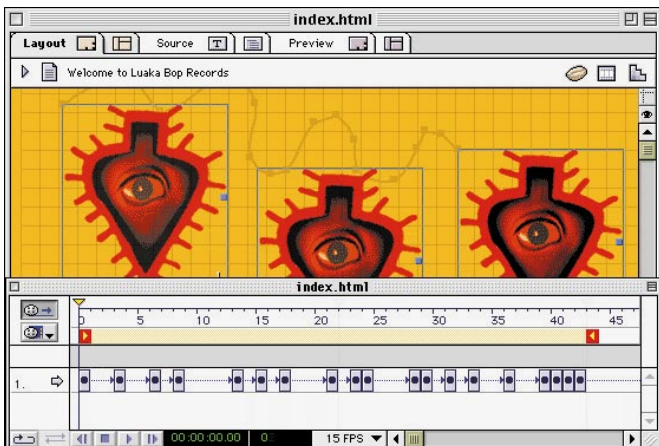 index.html
Layout Source T Preview
Welcome to Luaka Bop Records
index.html
0 5 10 15 20 25 30 35 40 45
1.
00:00:00.00 0 15 FPS